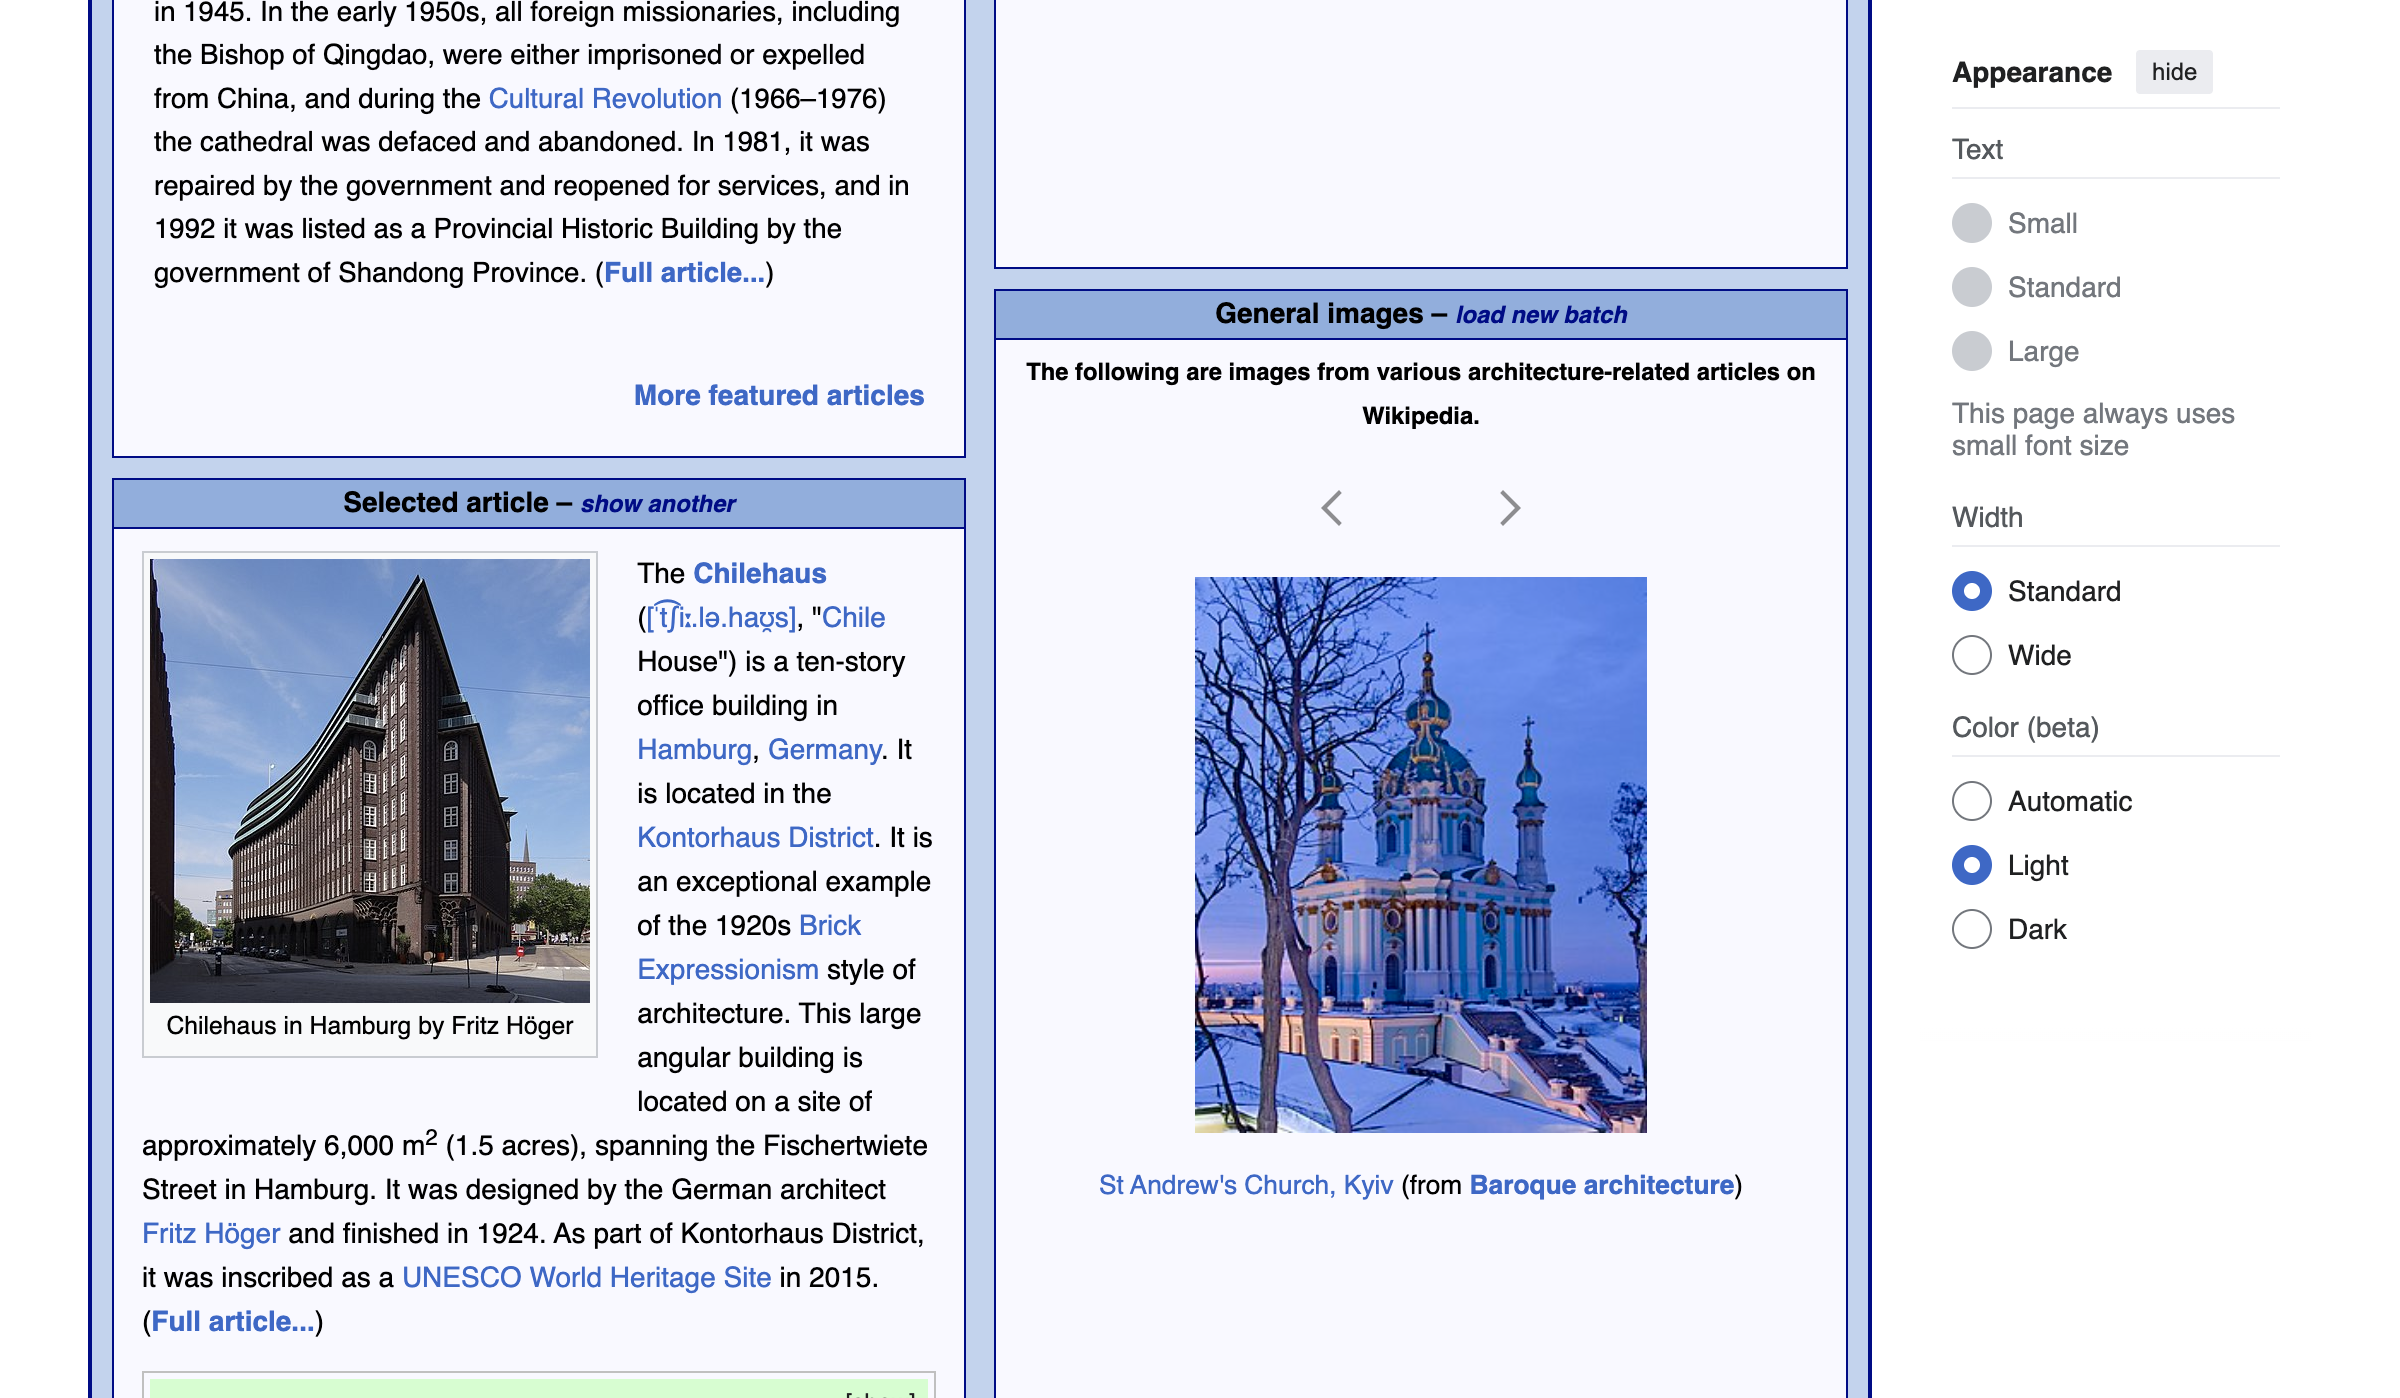 in 1945. In the early 1950s, all foreign missionaries, including
the Bishop of Qingdao, were either imprisoned or expelled
from China, and during the Cultural Revolution (1966–1976)
the cathedral was defaced and abandoned. In 1981, it was
repaired by the government and reopened for services, and in
1992 it was listed as a Provincial Historic Building by the
government of Shandong Province. (Full article...)
More featured articles
Selected article – show another
The Chilehaus
([ˈt͡ʃiː.lə.haʊ̯s], "Chile
House") is a ten-story
office building in
Hamburg, Germany. It
is located in the
Kontorhaus District. It is
an exceptional example
of the 1920s Brick
Expressionism style of
architecture. This large
angular building is
located on a site of
Chilehaus in Hamburg by Fritz Höger
approximately 6,000 m² (1.5 acres), spanning the Fischertwiete
Street in Hamburg. It was designed by the German architect
Fritz Höger and finished in 1924. As part of Kontorhaus District,
it was inscribed as a UNESCO World Heritage Site in 2015.
(Full article...)
General images – load new batch
The following are images from various architecture-related articles on
Wikipedia.
St Andrew's Church, Kyiv (from Baroque architecture)
Appearance hide
Text
Small
Standard
Large
This page always uses
small font size
Width
Standard
Wide
Color (beta)
Automatic
Light
Dark